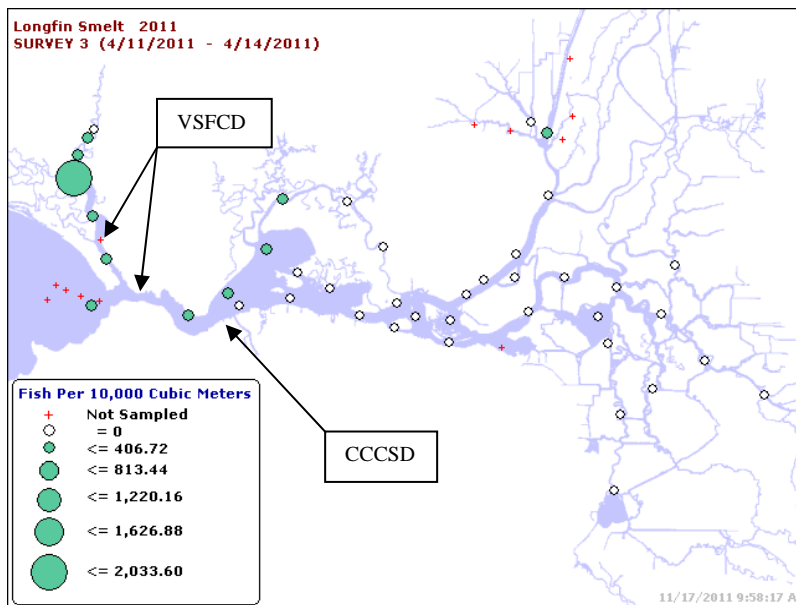 Longfin Smelt 2011
SURVEY 3 (4/11/2011 - 4/14/2011)
VSFCD
CCCSD
Fish Per 10,000 Cubic Meters
Not Sampled
= 0
<= 406.72
<= 813.44
<= 1,220.16
<= 1,626.88
<= 2,033.60
11/17/2011 9:58:17 A